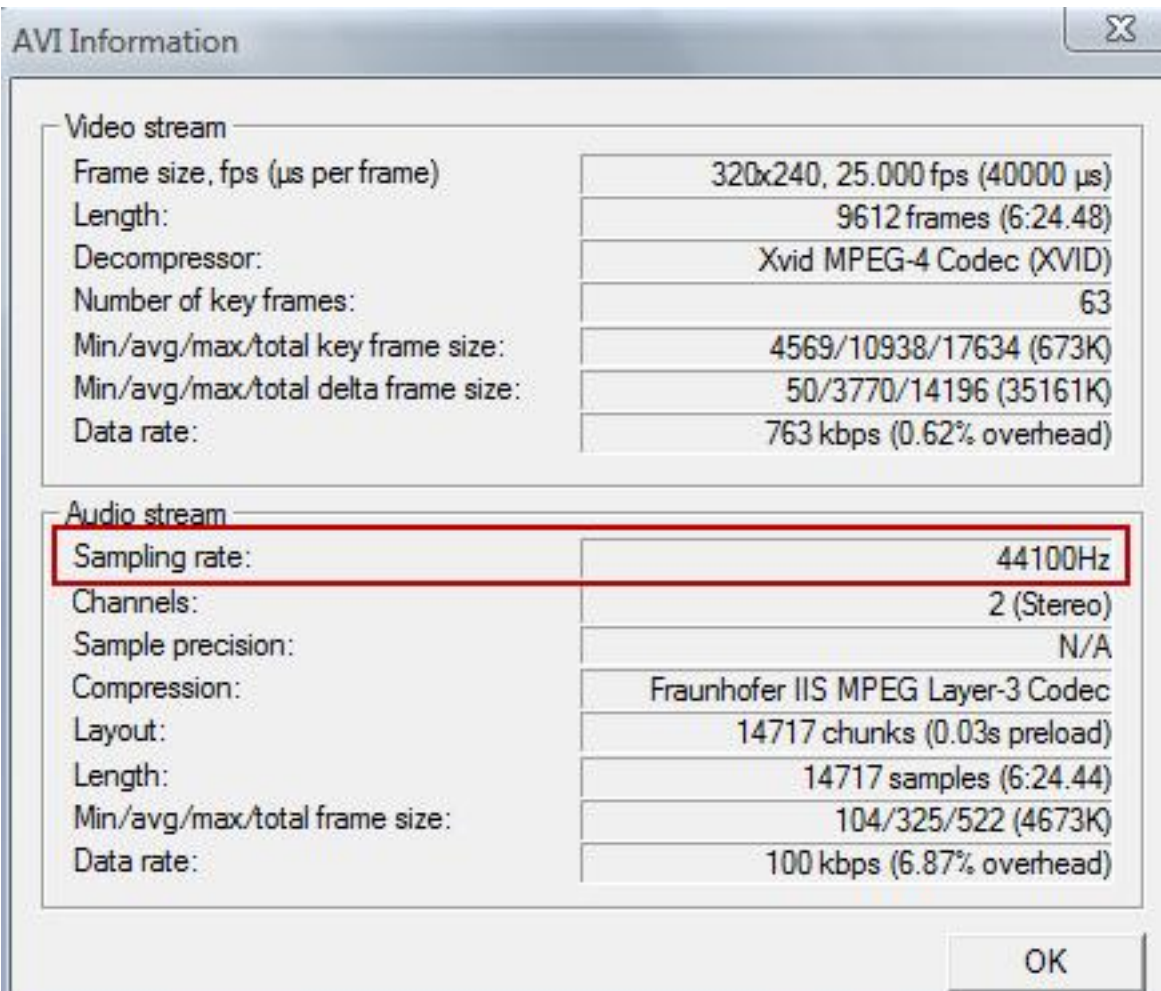 AVI Information
Video stream
Frame size, fps (µs per frame) 320x240, 25.000 fps (40000 µs)
Length: 9612 frames (6:24.48)
Decompressor: Xvid MPEG-4 Codec (XVID)
Number of key frames: 63
Min/avg/max/total key frame size: 4569/10938/17634 (673K)
Min/avg/max/total delta frame size: 50/3770/14196 (35161K)
Data rate: 763 kbps (0.62% overhead)
Audio stream
Sampling rate: 44100Hz
Channels: 2 (Stereo)
Sample precision: N/A
Compression: Fraunhofer IIS MPEG Layer-3 Codec
Layout: 14717 chunks (0.03s preload)
Length: 14717 samples (6:24.44)
Min/avg/max/total frame size: 104/325/522 (4673K)
Data rate: 100 kbps (6.87% overhead)
OK